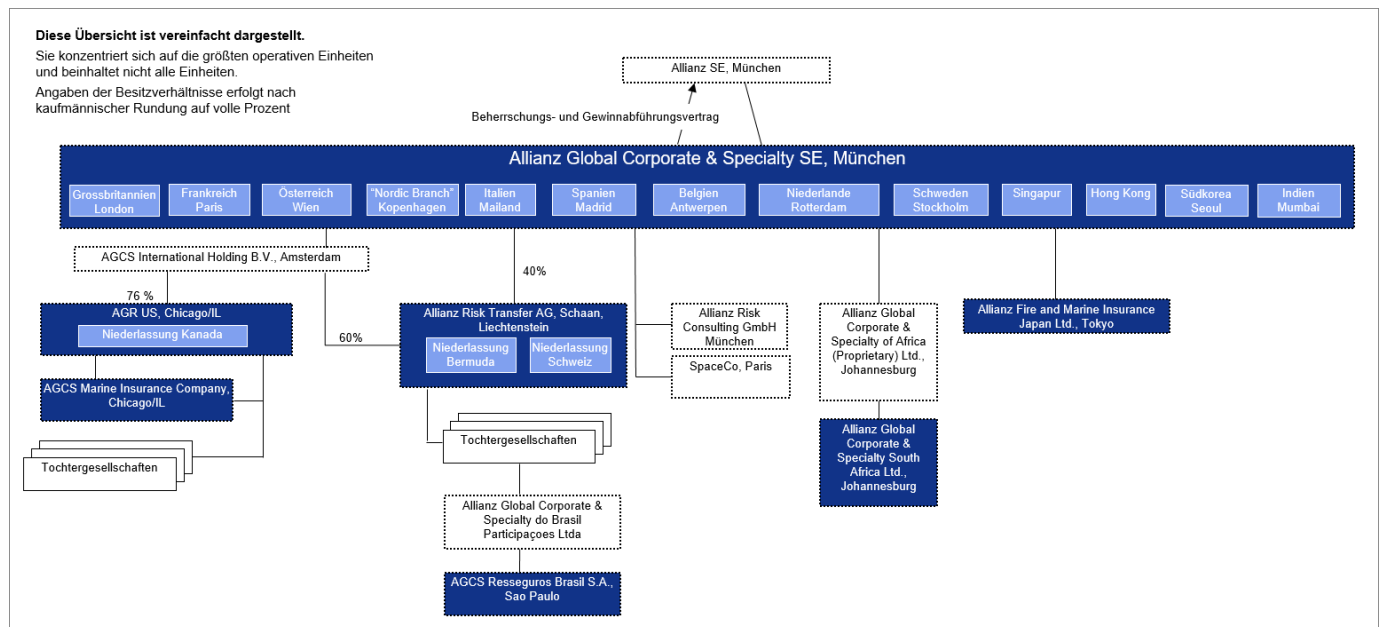 Diese Übersicht ist vereinfacht dargestellt.
Sie konzentriert sich auf die größten operativen Einheiten
und beinhaltet nicht alle Einheiten.
Angaben der Besitzverhältnisse erfolgt nach
kaufmännischer Rundung auf volle Prozent
Allianz SE, München
Beherrschungs- und Gewinnabführungsvertrag
Allianz Global Corporate & Specialty SE, München
Grossbritannien
London
Frankreich
Paris
Österreich
Wien
"Nordic Branch"
Kopenhagen
Italien
Mailand
Spanien
Madrid
Belgien
Antwerpen
Niederlande
Rotterdam
Schweden
Stockholm
Singapur
Hong Kong
Südkorea
Seoul
Indien
Mumbai
AGCS International Holding B.V., Amsterdam
76 %
40%
60%
AGR US, Chicago/IL
Niederlassung Kanada
AGCS Marine Insurance Company,
Chicago/IL
Tochtergesellschaften
Allianz Risk Transfer AG, Schaan,
Liechtenstein
Niederlassung
Bermuda
Niederlassung
Schweiz
Tochtergesellschaften
Allianz Global Corporate &
Specialty do Brasil
Participaçoes Ltda
AGCS Resseguros Brasil S.A.,
Sao Paulo
Allianz Risk
Consulting GmbH
München
SpaceCo, Paris
Allianz Global
Corporate &
Specialty of Africa
(Proprietary) Ltd.,
Johannesburg
Allianz Global
Corporate &
Specialty South
Africa Ltd.,
Johannesburg
Allianz Fire and Marine Insurance
Japan Ltd., Tokyo